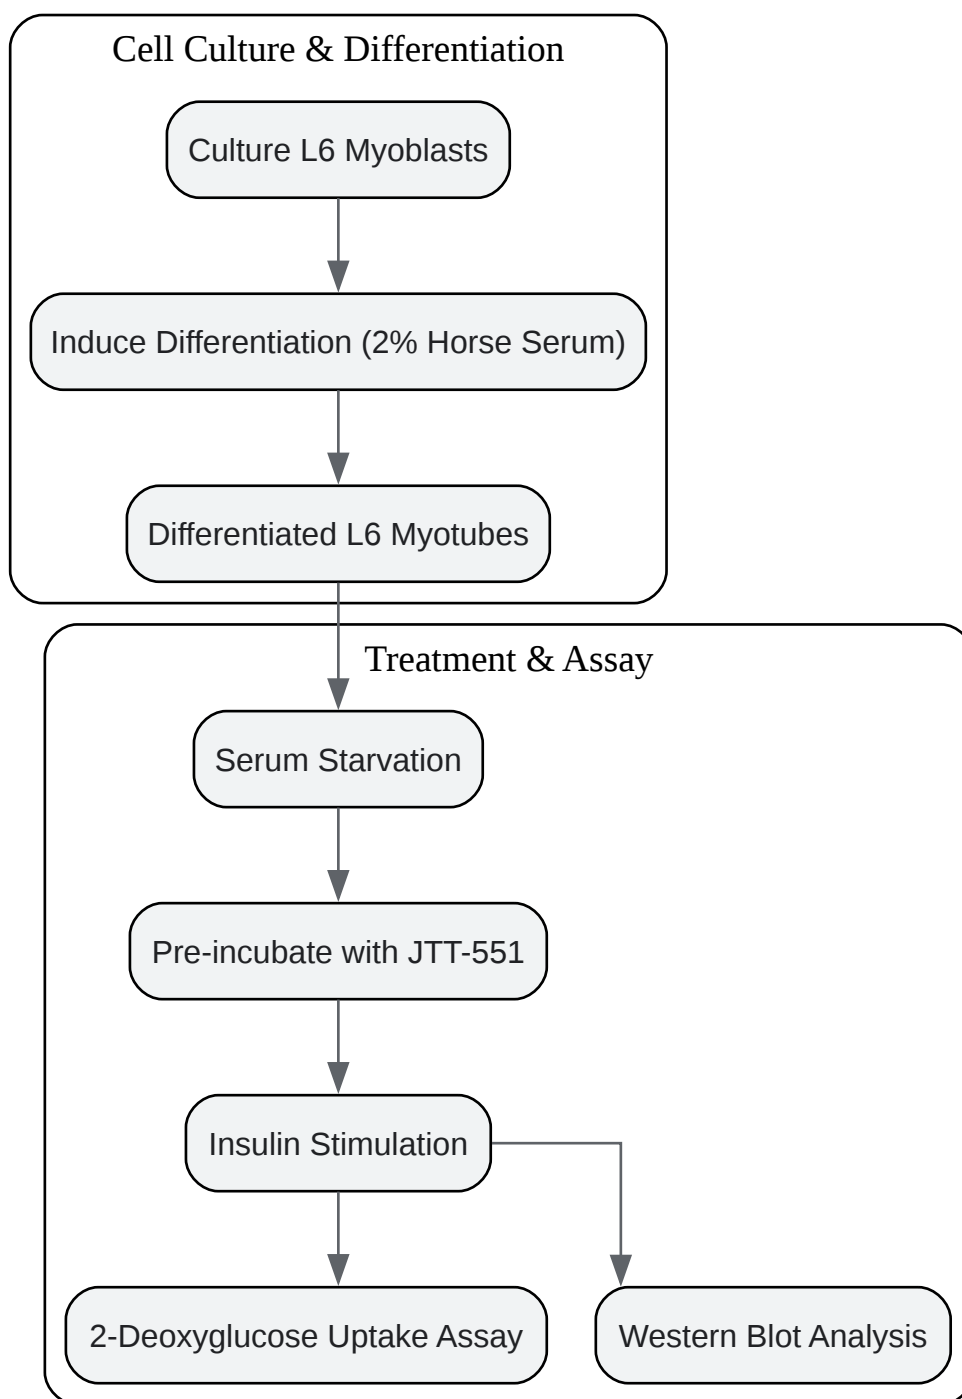 Cell Culture & Differentiation
Culture L6 Myoblasts
Induce Differentiation (2% Horse Serum)
Differentiated L6 Myotubes
Treatment & Assay
Serum Starvation
Pre-incubate with JTT-551
Insulin Stimulation
2-Deoxyglucose Uptake Assay
Western Blot Analysis